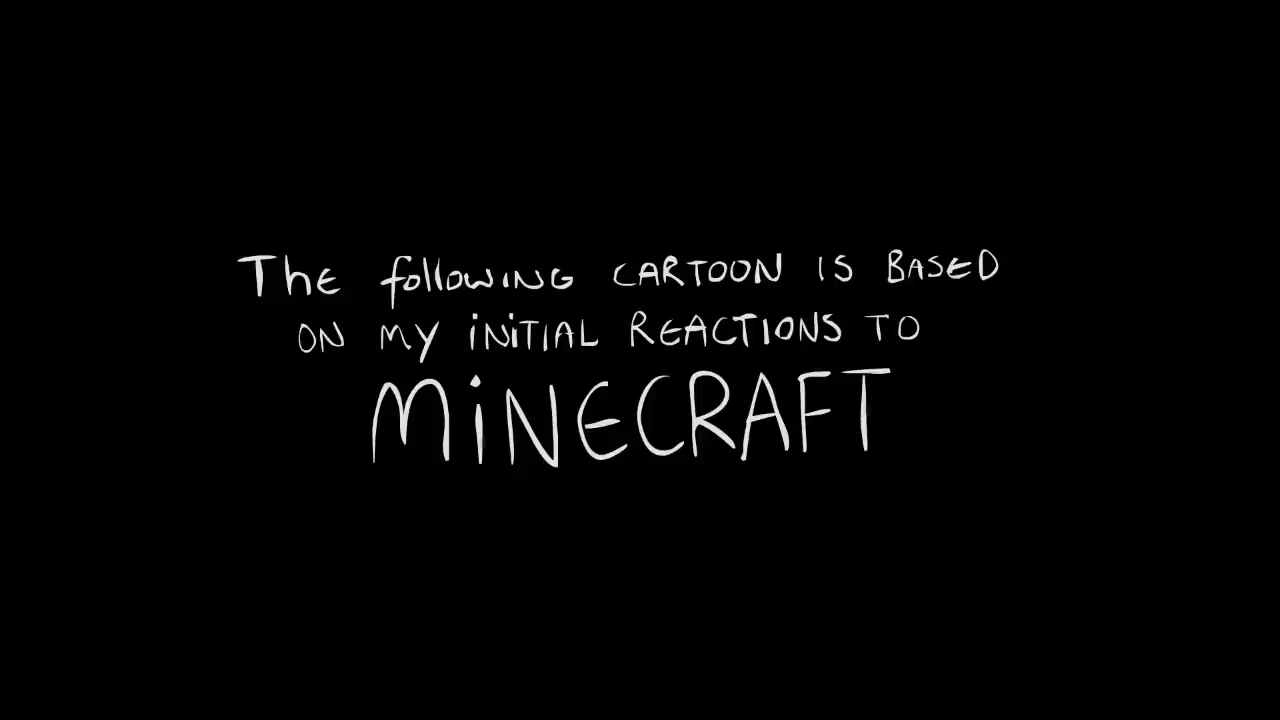 The following CARTOON IS BASED
ON MY INITIAL REACTIONS TO
MINECRAFT